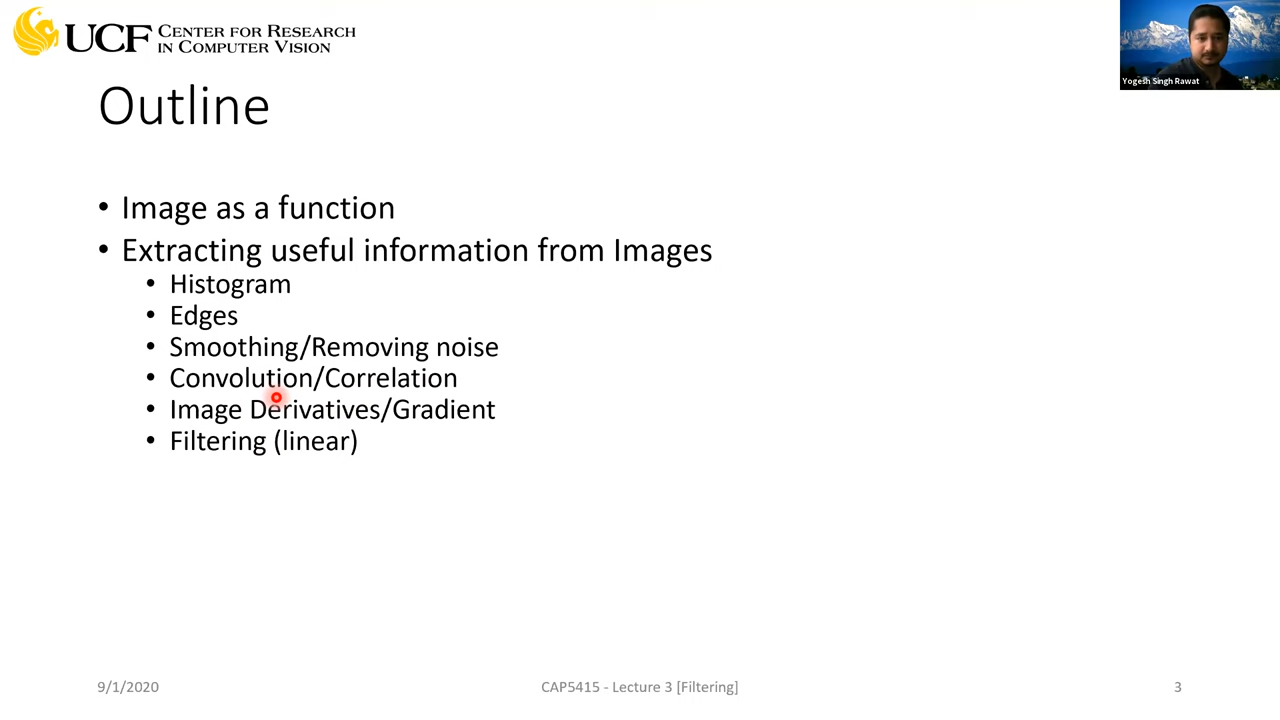 UCF CENTER FOR RESEARCH
IN COMPUTER VISION
Yogesh Singh Rawat
Outline
• Image as a function
• Extracting useful information from Images
• Histogram
• Edges
• Smoothing/Removing noise
• Convolution/Correlation
• Image Derivatives/Gradient
• Filtering (linear)
9/1/2020
CAP5415 - Lecture 3 [Filtering]
3